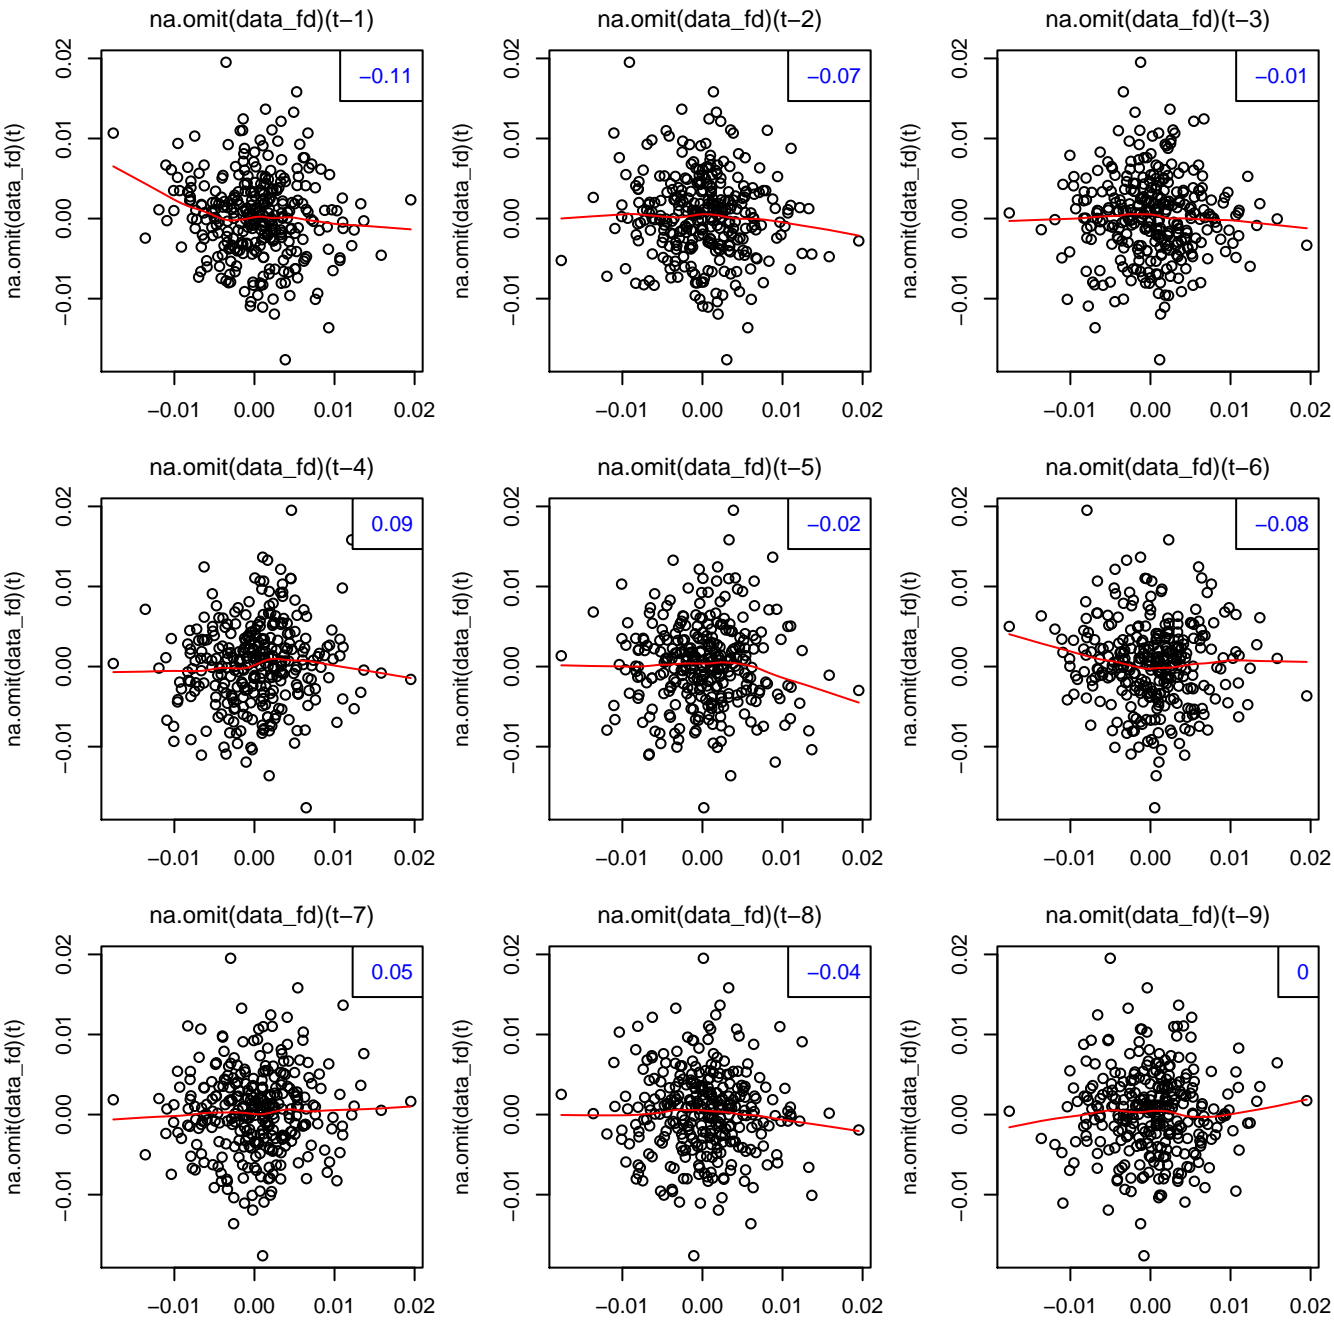 na.omit(data_fd)(t−1)
na.omit(data_fd)(t)
−0.01 0.00 0.01 0.02
−0.11
−0.01 0.00 0.01 0.02
na.omit(data_fd)(t−2)
na.omit(data_fd)(t)
−0.01 0.00 0.01 0.02
−0.07
−0.01 0.00 0.01 0.02
na.omit(data_fd)(t−3)
na.omit(data_fd)(t)
−0.01 0.00 0.01 0.02
−0.01
−0.01 0.00 0.01 0.02
na.omit(data_fd)(t−4)
na.omit(data_fd)(t)
−0.01 0.00 0.01 0.02
0.09
−0.01 0.00 0.01 0.02
na.omit(data_fd)(t−5)
na.omit(data_fd)(t)
−0.01 0.00 0.01 0.02
−0.02
−0.01 0.00 0.01 0.02
na.omit(data_fd)(t−6)
na.omit(data_fd)(t)
−0.01 0.00 0.01 0.02
−0.08
−0.01 0.00 0.01 0.02
na.omit(data_fd)(t−7)
na.omit(data_fd)(t)
−0.01 0.00 0.01 0.02
0.05
−0.01 0.00 0.01 0.02
na.omit(data_fd)(t−8)
na.omit(data_fd)(t)
−0.01 0.00 0.01 0.02
−0.04
−0.01 0.00 0.01 0.02
na.omit(data_fd)(t−9)
na.omit(data_fd)(t)
−0.01 0.00 0.01 0.02
0
−0.01 0.00 0.01 0.02